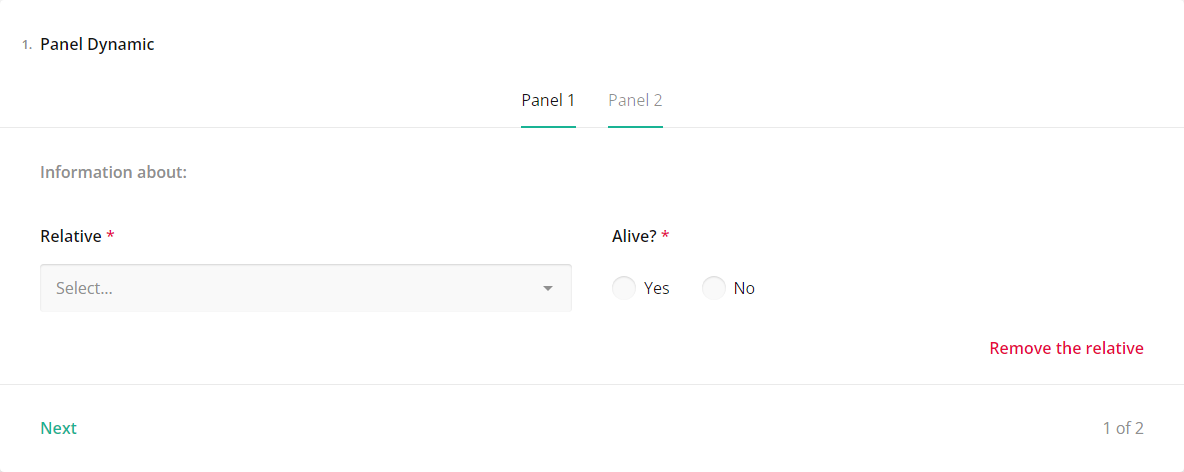 1. Panel Dynamic
Panel 1 Panel 2
Information about:
Relative * Alive? *
Select... Yes No
Remove the relative
Next 1 of 2